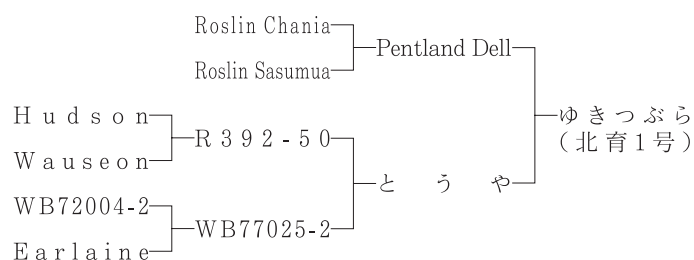 Roslin Chania
Pentland Dell
Roslin Sasumua
Hudson
ゆきつぶら
R392-50
(北育1号)
Wauseon
とうや
WB72004-2
WB77025-2
Earlaine